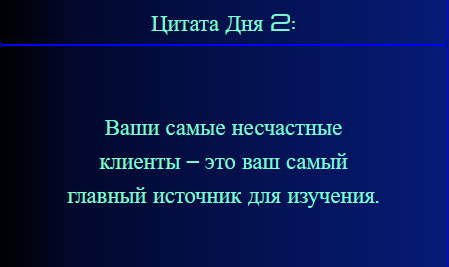 Цитата Дня 2:
Ваши самые несчастные
клиенты – это ваш самый
главный источник для изучения.